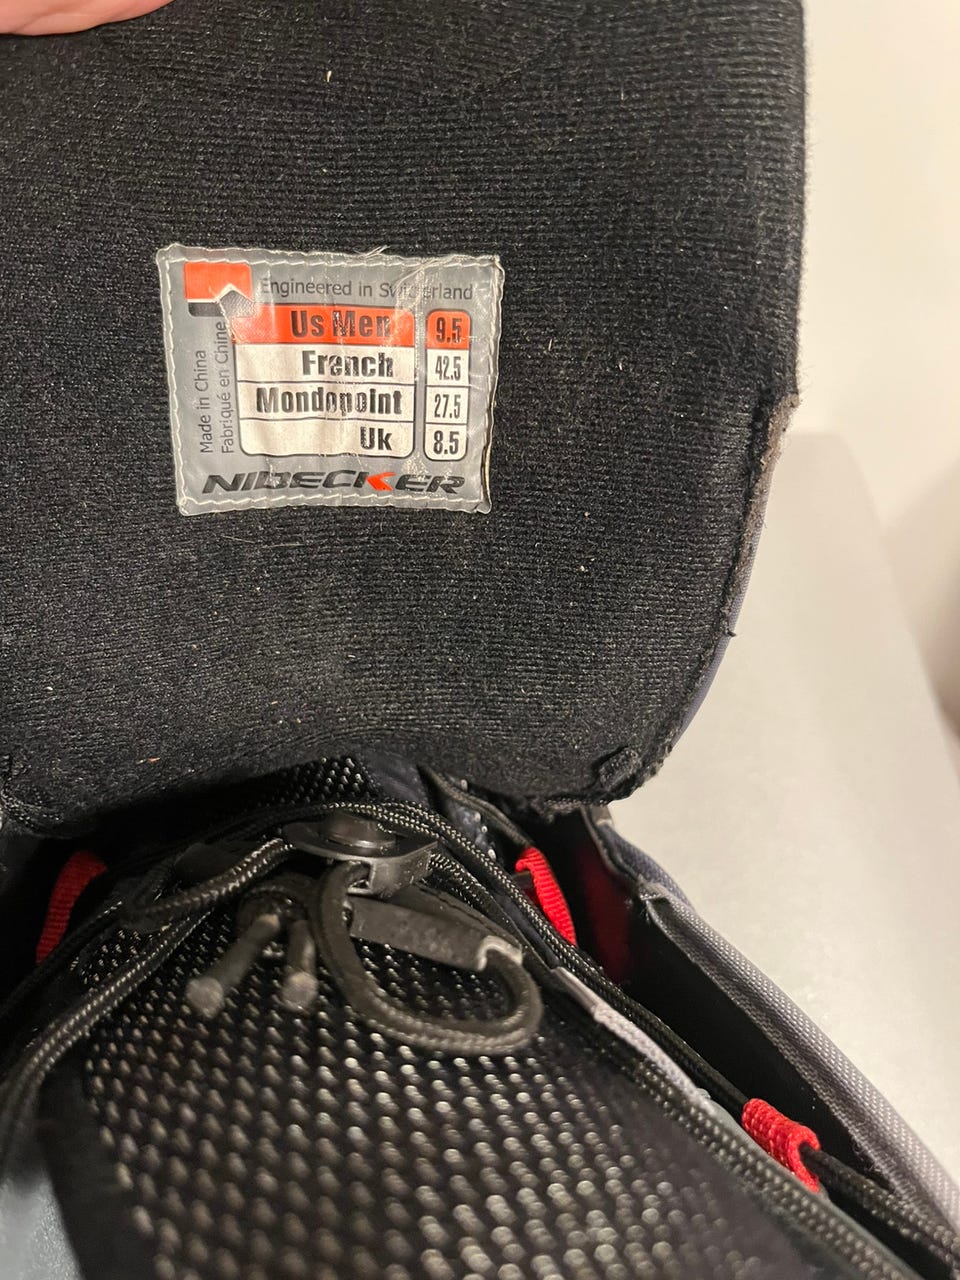 Engineered in Switzerland
Us Men 9.5
French 42.5
Mondopoint 27.5
Uk 8.5
Made in China
Fabriqué en Chine
NIDECKER